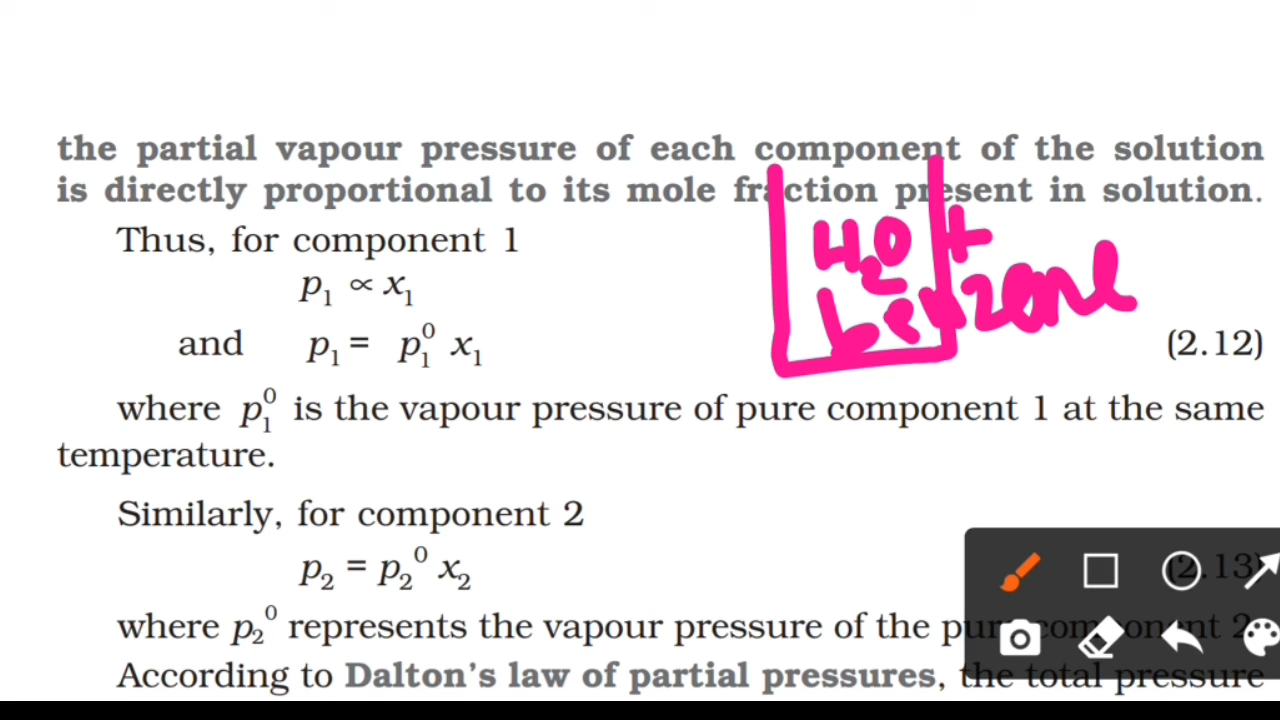 the partial vapour pressure of each component of the solution
is directly proportional to its mole fraction present in solution.
Thus, for component 1
p₁ ∝ x₁
H₂O +
benzene
and p₁ = p₁⁰ x₁ (2.12)
where p₁⁰ is the vapour pressure of pure component 1 at the same
temperature.
Similarly, for component 2
p₂ = p₂⁰ x₂ (2.13)
where p₂⁰ represents the vapour pressure of the pure component 2.
According to Dalton's law of partial pressures, the total pressure